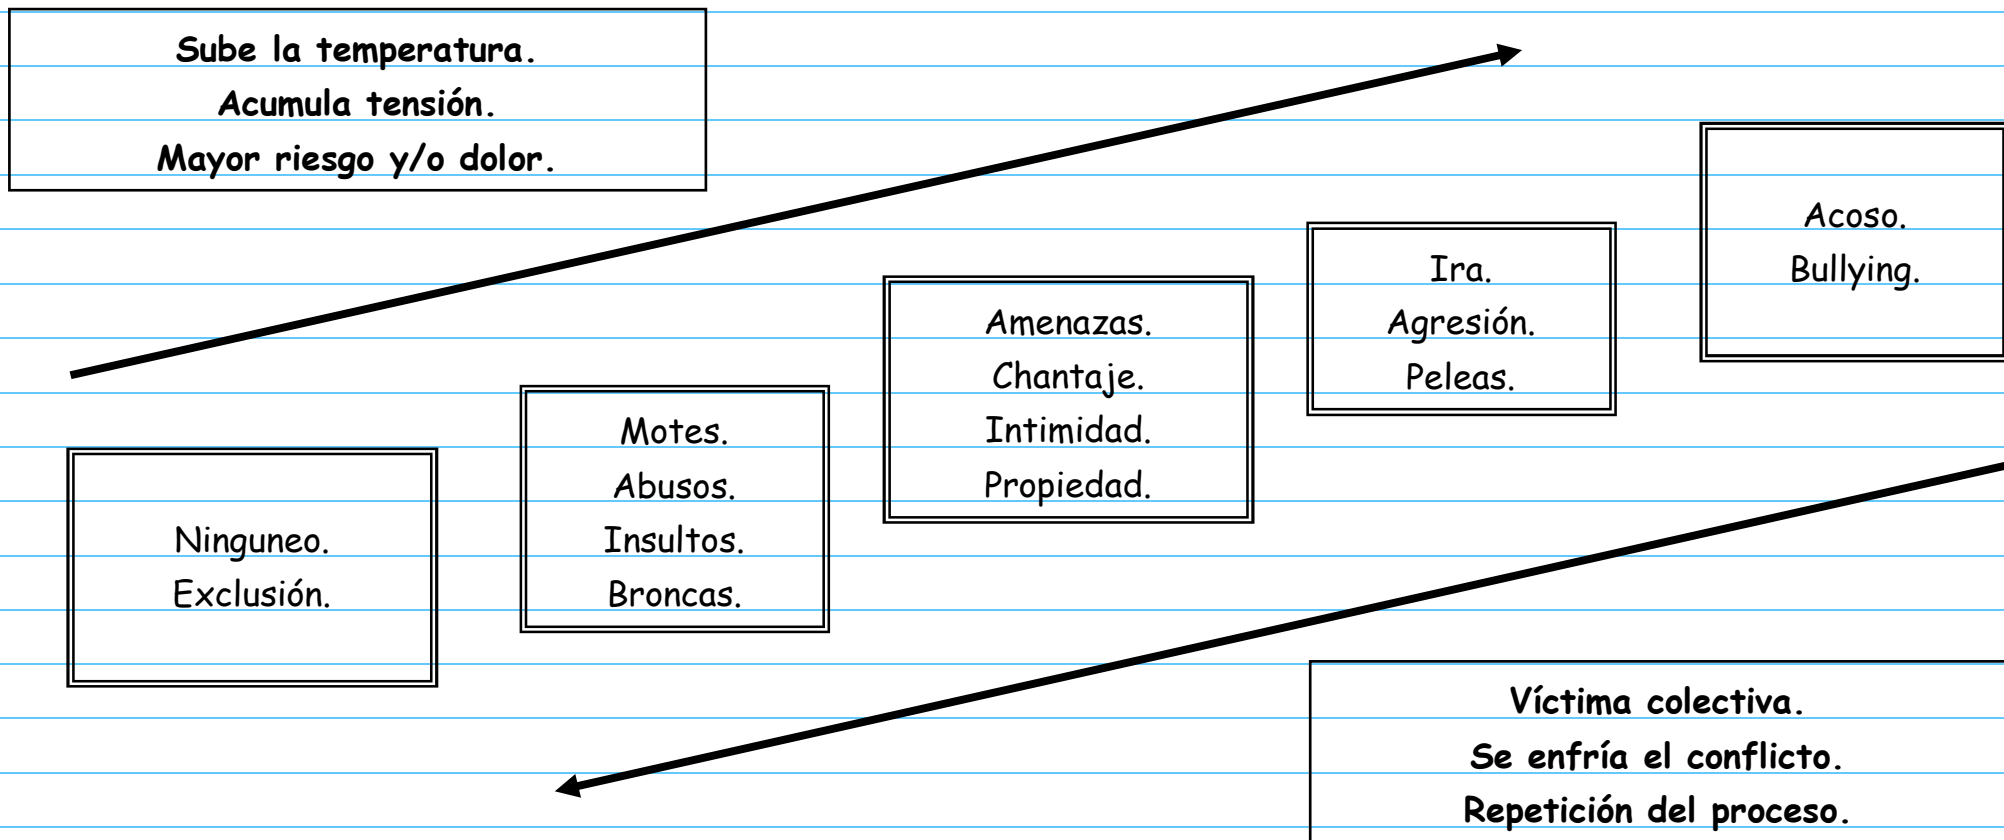 Sube la temperatura.
Acumula tensión.
Mayor riesgo y/o dolor.
Acoso.
Bullying.
Ira.
Agresión.
Peleas.
Amenazas.
Chantaje.
Intimidad.
Propiedad.
Motes.
Abusos.
Insultos.
Broncas.
Ninguneo.
Exclusión.
Víctima colectiva.
Se enfría el conflicto.
Repetición del proceso.